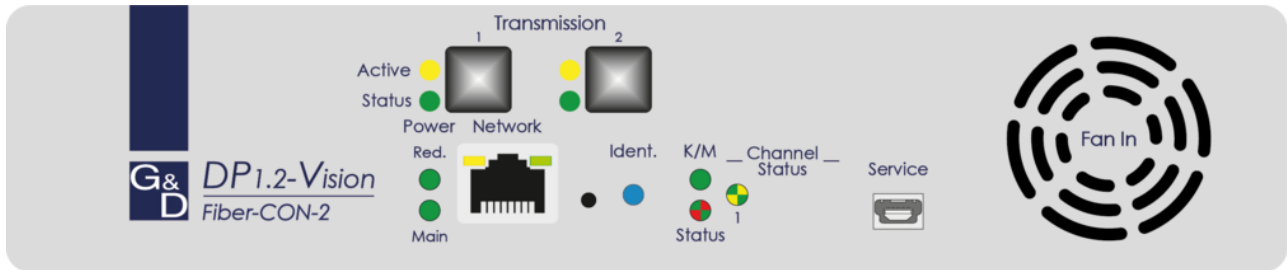 Transmission
1 2
Active
Status
Power Network
Red.
Ident.
K/M
Channel
Status
Service
Fan In
G&D
DP1.2-Vision
Fiber-CON-2
Main
Status
1